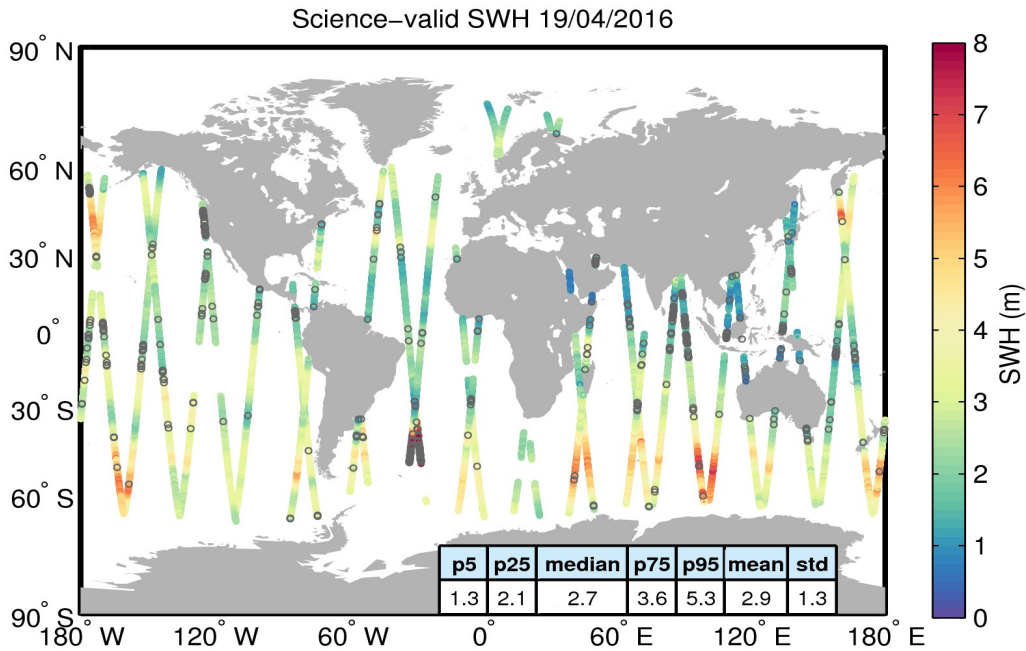 Science−valid SWH 19/04/2016
90° N
60° N
30° N
0°
30° S
60° S
90° S
180° W
120° W
60° W
0°
60° E
120° E
180° E
8
7
6
5
4
3
2
1
0
SWH (m)
p5 p25 median p75 p95 mean std
1.3 2.1 2.7 3.6 5.3 2.9 1.3